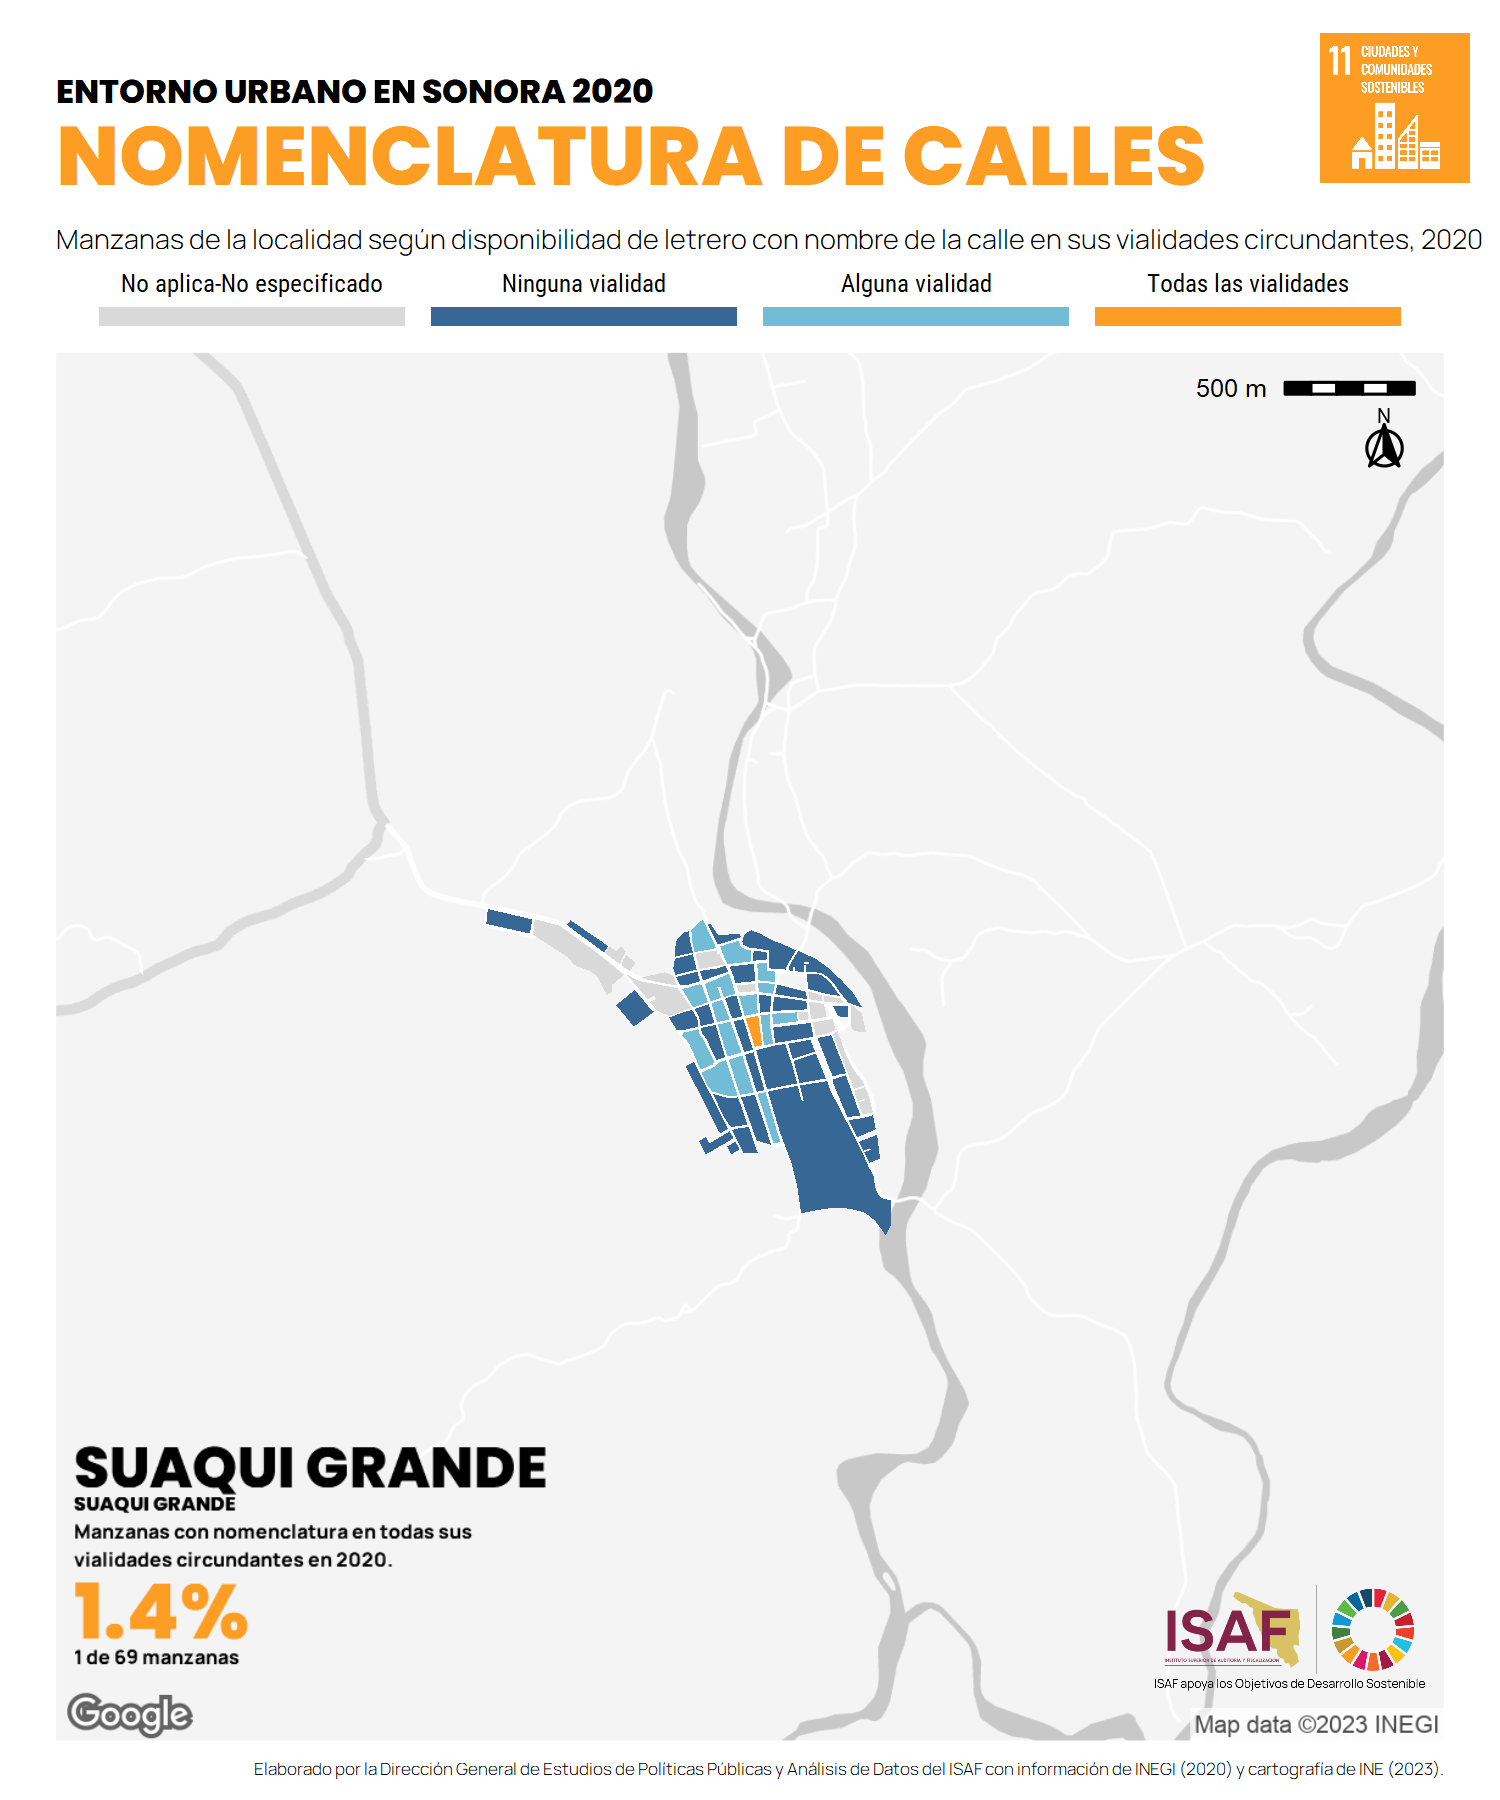 11 CIUDADES Y
COMUNIDADES
SOSTENIBLES
ENTORNO URBANO EN SONORA 2020
NOMENCLATURA DE CALLES
Manzanas de la localidad según disponibilidad de letrero con nombre de la calle en sus vialidades circundantes, 2020
No aplica-No especificado
Ninguna vialidad
Alguna vialidad
Todas las vialidades
500 m
N
SUAQUI GRANDE
SUAQUI GRANDE
Manzanas con nomenclatura en todas sus
vialidades circundantes en 2020.
1.4%
1 de 69 manzanas
ISAF
INSTITUTO SUPERIOR DE AUDITORÍA Y FISCALIZACIÓN
ISAF apoya los Objetivos de Desarrollo Sostenible
Google
Map data ©2023 INEGI
Elaborado por la Dirección General de Estudios de Políticas Públicas y Análisis de Datos del ISAF con información de INEGI (2020) y cartografía de INE (2023).